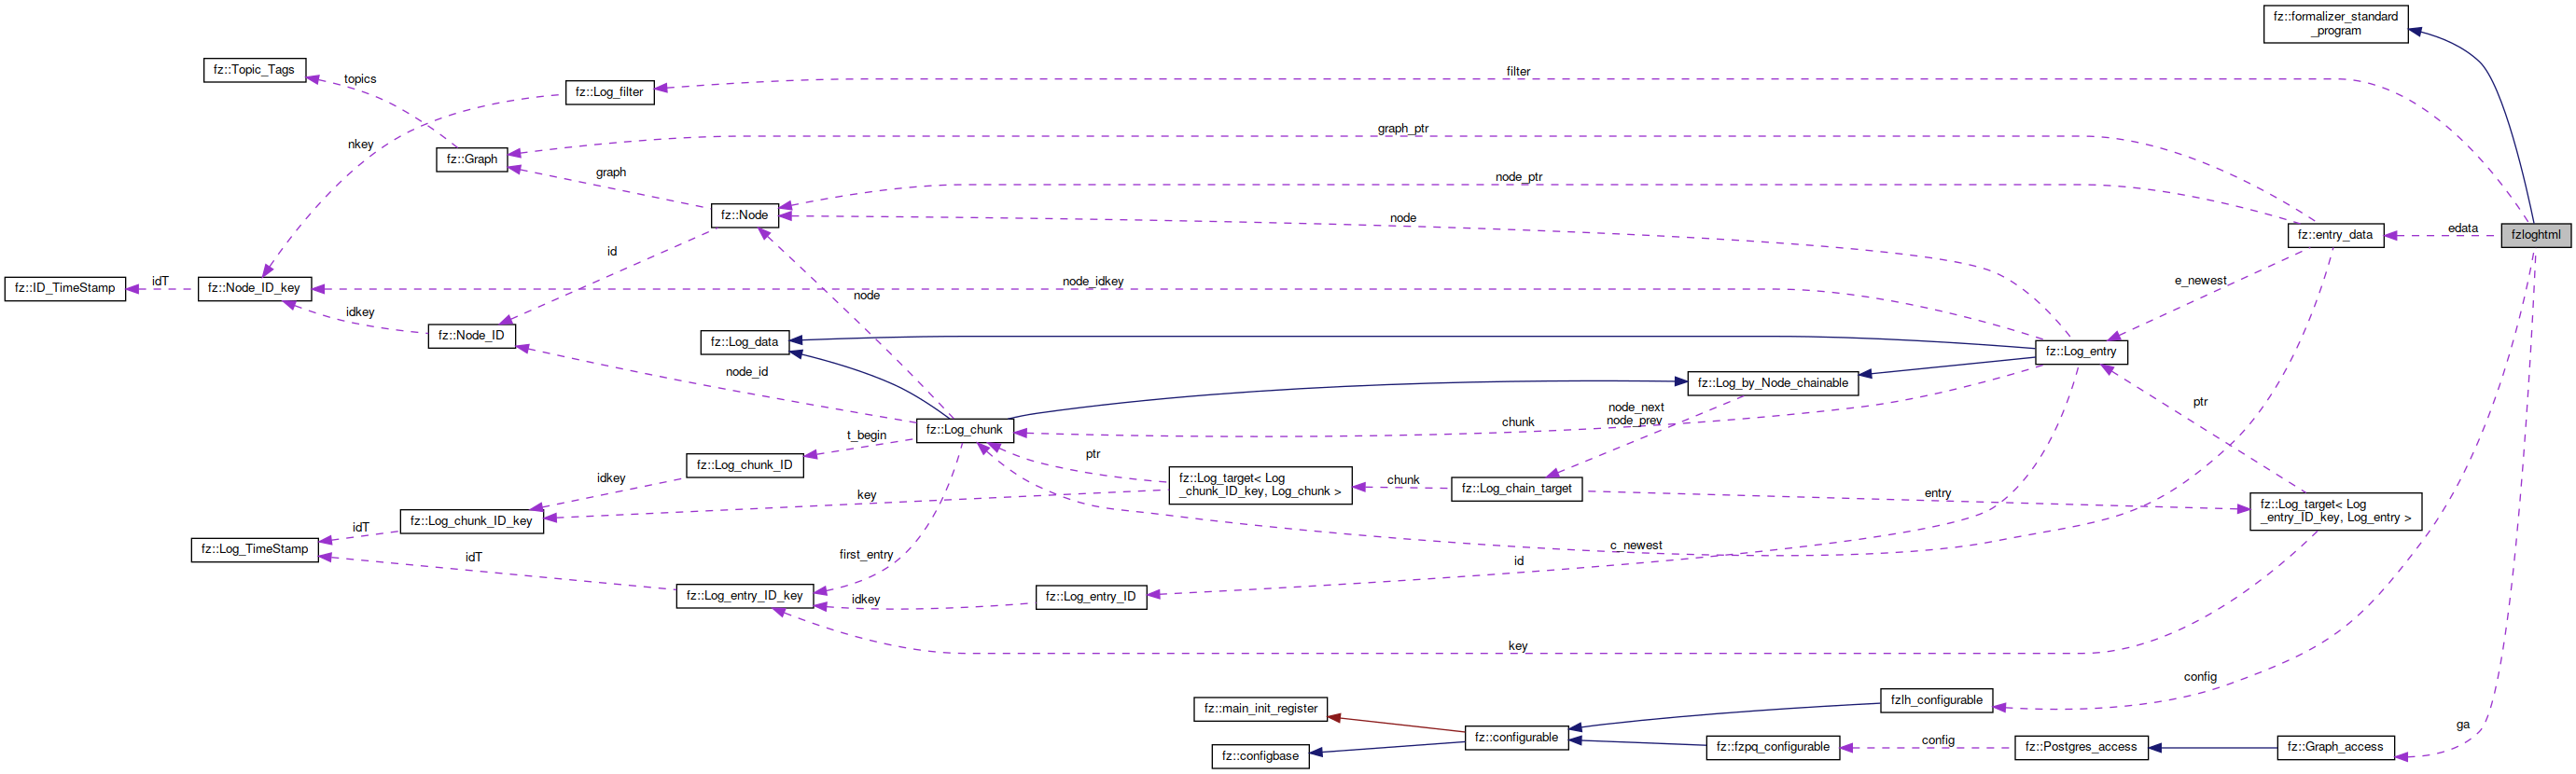 fz::formalizer_standard
_program
fz::Topic_Tags
topics
filter
fz::Log_filter
graph_ptr
nkey
fz::Graph
graph
node_ptr
fz::Node
node
fz::entry_data
edata
fzloghtml
id
e_newest
fz::ID_TimeStamp
idT
fz::Node_ID_key
node_idkey
node
idkey
fz::Node_ID
fz::Log_data
fz::Log_entry
node_id
fz::Log_by_Node_chainable
ptr
node_next
node_prev
chunk
fz::Log_chunk
t_begin
ptr
fz::Log_chunk_ID
idkey
fz::Log_target< Log
_chunk_ID_key, Log_chunk >
chunk
fz::Log_chain_target
entry
key
fz::Log_target< Log
_entry_ID_key, Log_entry >
fz::Log_chunk_ID_key
idT
fz::Log_TimeStamp
idT
first_entry
c_newest
id
fz::Log_entry_ID_key
idkey
fz::Log_entry_ID
key
config
fz::main_init_register
fzlh_configurable
ga
fz::configurable
fz::configbase
fz::fzpq_configurable
config
fz::Postgres_access
fz::Graph_access